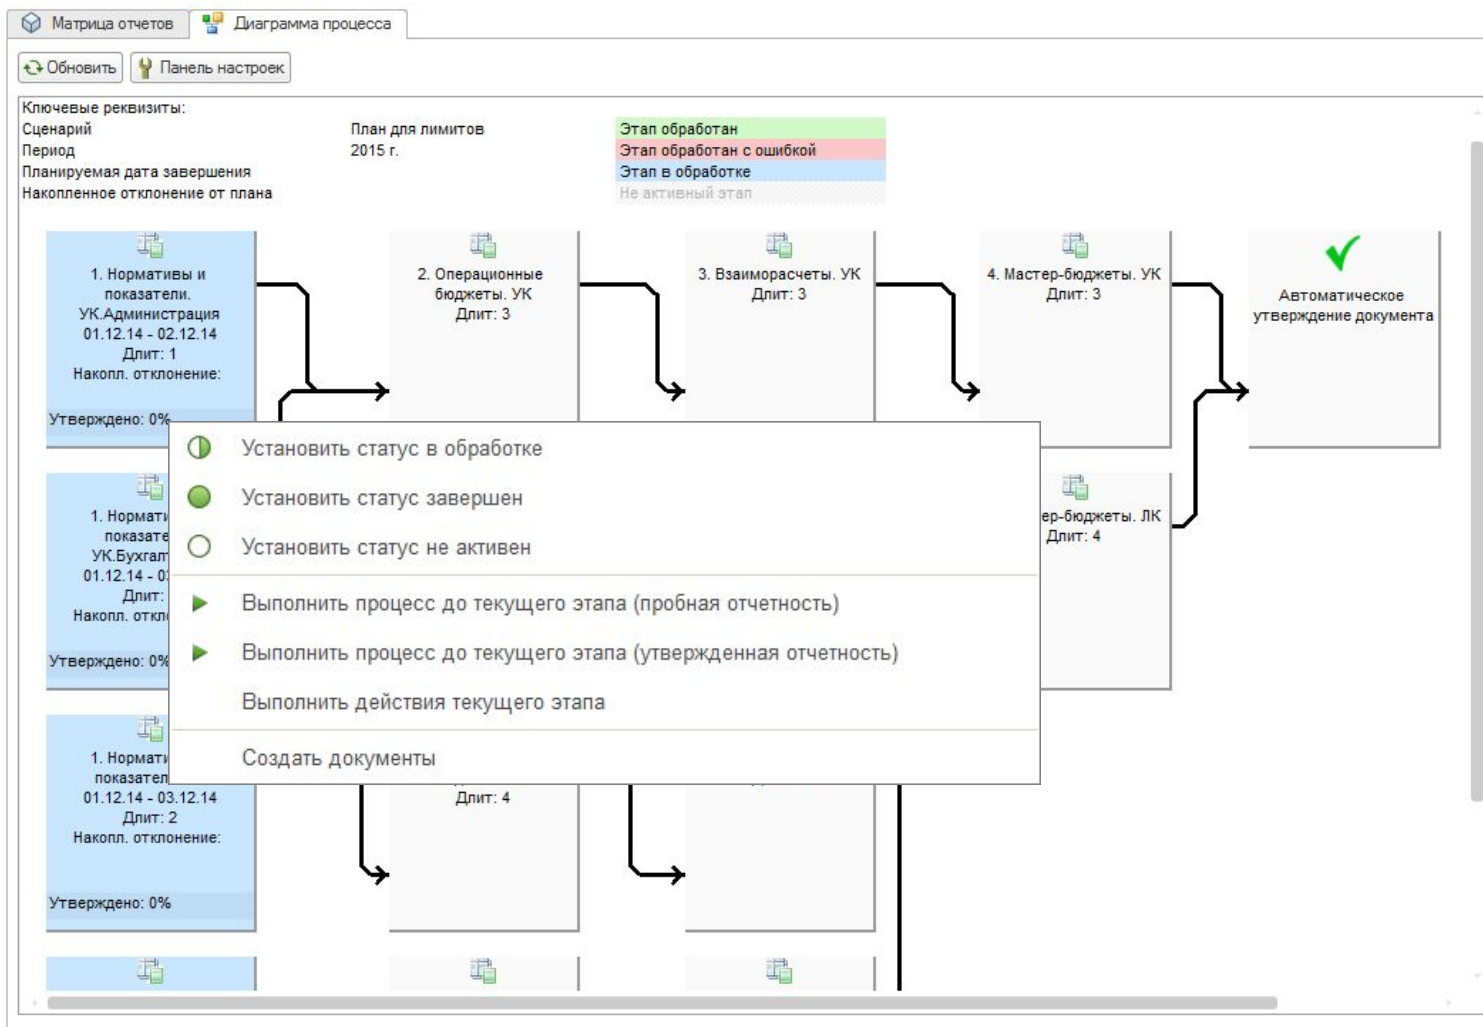 Матрица отчетов
Диаграмма процесса
Обновить
Панель настроек
Ключевые реквизиты:
Сценарий
План для лимитов
Этап обработан
Период
2015 г.
Этап обработан с ошибкой
Планируемая дата завершения
Этап в обработке
Накопленное отклонение от плана
Не активный этап
1. Нормативы и
показатели.
УК.Администрация
01.12.14 - 02.12.14
Длит: 1
Накопл. отклонение:
Утверждено: 0%
2. Операционные
бюджеты. УК
Длит: 3
3. Взаиморасчеты. УК
Длит: 3
4. Мастер-бюджеты. УК
Длит: 3
Автоматическое
утверждение документа
1. Нормати
показате
УК.Бухгал
01.12.14 - 0
Длит:
Накопл. откл
Утверждено: 0%
ер-бюджеты. ЛК
Длит: 4
Установить статус в обработке
Установить статус завершен
Установить статус не активен
Выполнить процесс до текущего этапа (пробная отчетность)
Выполнить процесс до текущего этапа (утвержденная отчетность)
Выполнить действия текущего этапа
Создать документы
1. Нормати
показател
01.12.14 - 03.12.14
Длит: 2
Накопл. отклонение:
Утверждено: 0%
Длит: 4